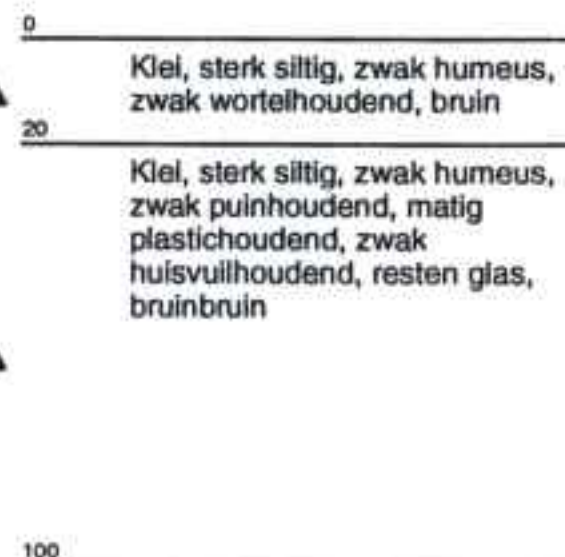 0
Klei, sterk siltig, zwak humeus,
zwak wortelhoudend, bruin
20
Klei, sterk siltig, zwak humeus,
zwak puinhoudend, matig
plastichoudend, zwak
huisvuilhoudend, resten glas,
bruinbruin
100